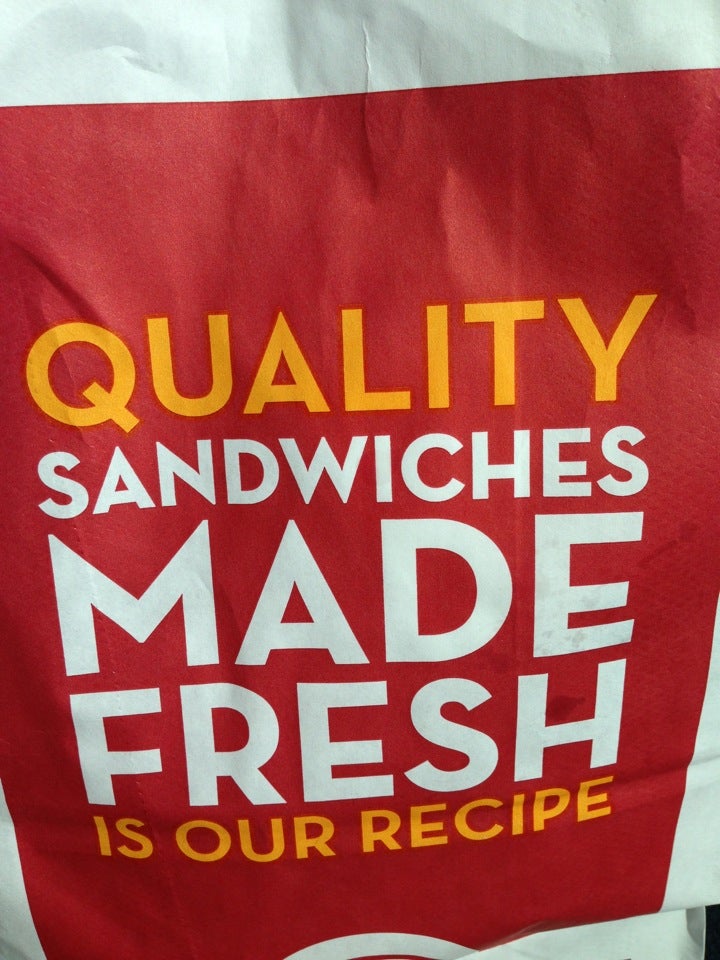 QUALITY
SANDWICHES
MADE
FRESH
IS OUR RECIPE